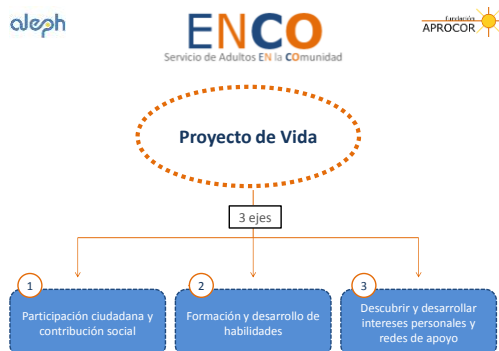 aleph
ENCO
Servicio de Adultos EN la COmunidad
fundación
APROCOR
Proyecto de Vida
3 ejes
1
2
3
Participación ciudadana y
contribución social
Formación y desarrollo de
habilidades
Descubrir y desarrollar
intereses personales y
redes de apoyo